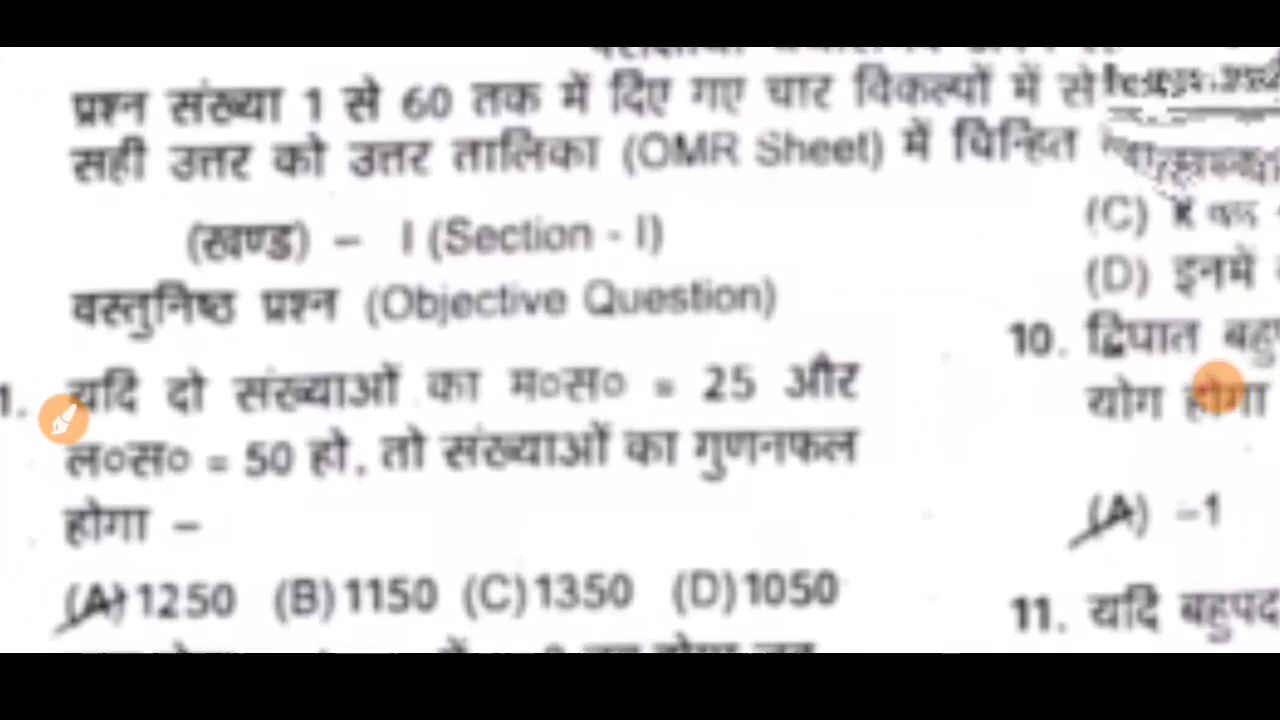 प्रश्न संख्या 1 से 60 तक में दिए गए चार विकल्पों में से
सही उत्तर को उत्तर तालिका (OMR Sheet) में चिन्हित
(खण्ड) – I (Section - I)
वस्तुनिष्ठ प्रश्न (Objective Question)
1. यदि दो संख्याओं का म०स० = 25 और
ल०स० = 50 हो, तो संख्याओं का गुणनफल
होगा –
(A) 1250 (B) 1150 (C) 1350 (D) 1050
(C)
(D) इनमें
10. द्विघात
योग होगा
(A) –1
11. यदि बहुपद